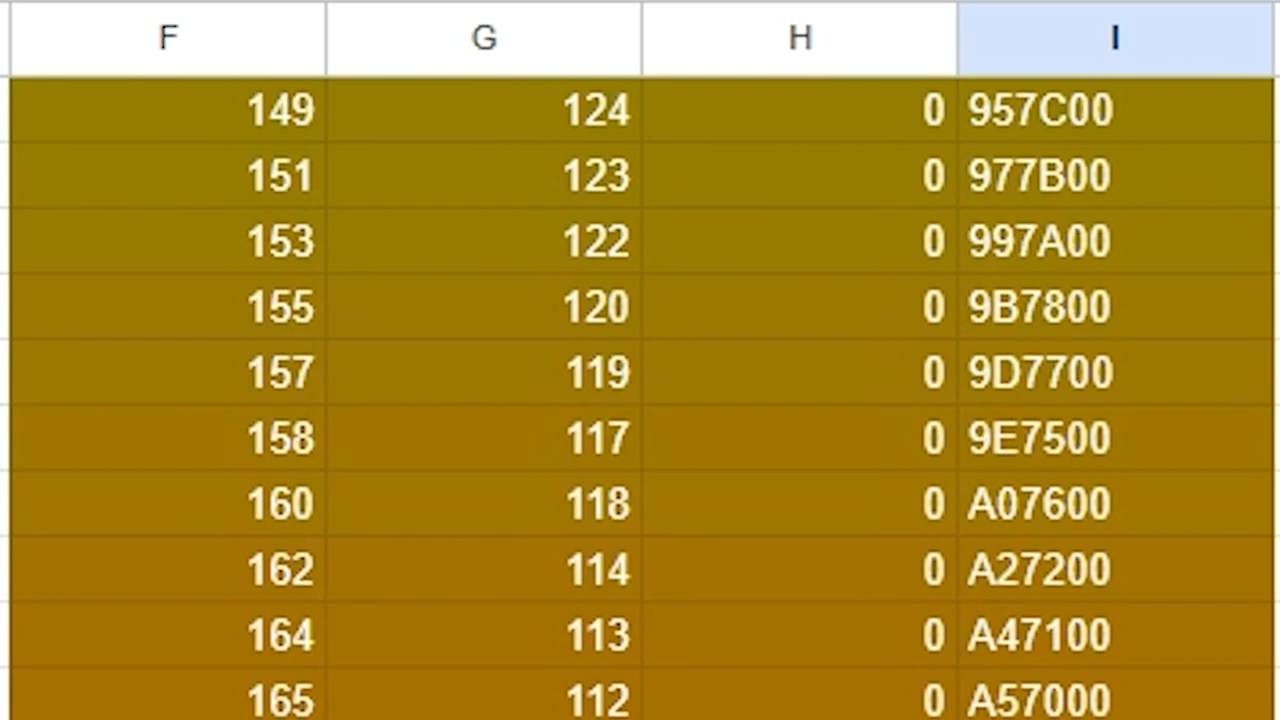 F G H I
149 124 0 957C00
151 123 0 977B00
153 122 0 997A00
155 120 0 9B7800
157 119 0 9D7700
158 117 0 9E7500
160 118 0 A07600
162 114 0 A27200
164 113 0 A47100
165 112 0 A57000